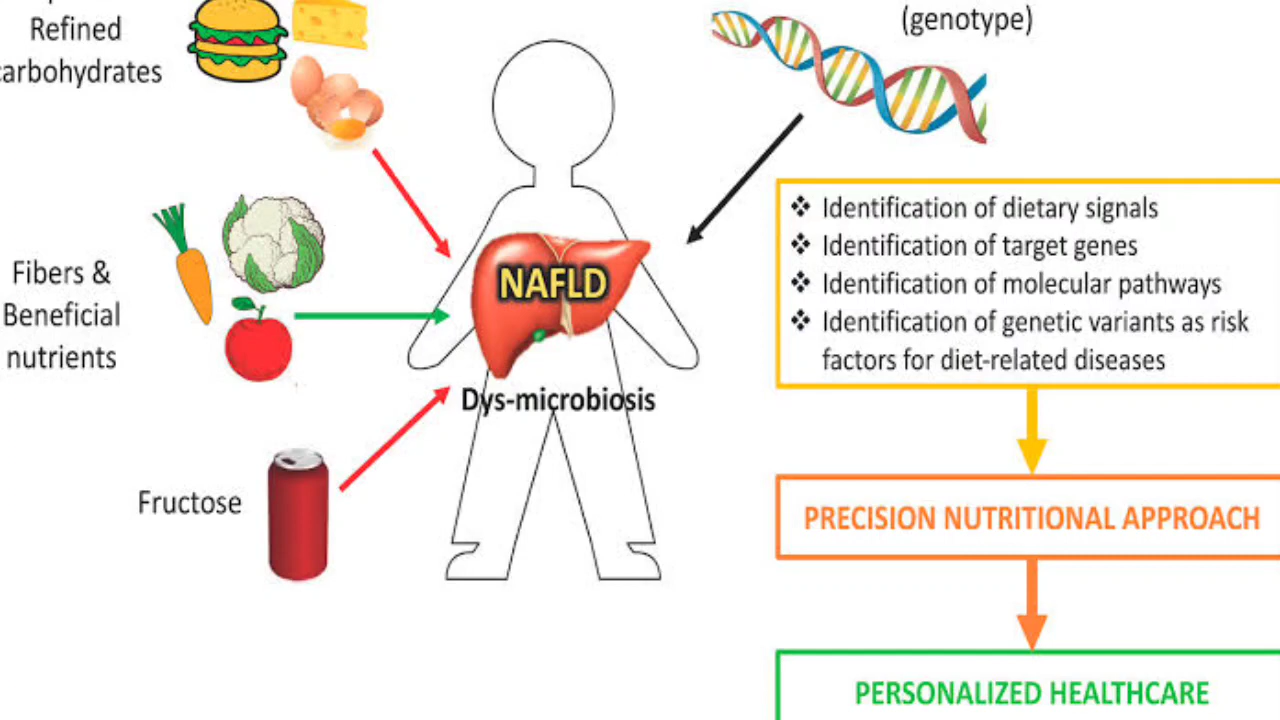 Refined
carbohydrates
Fibers &
Beneficial
nutrients
Fructose
NAFLD
Dys-microbiosis
(genotype)
❖ Identification of dietary signals
❖ Identification of target genes
❖ Identification of molecular pathways
❖ Identification of genetic variants as risk
factors for diet-related diseases
PRECISION NUTRITIONAL APPROACH
PERSONALIZED HEALTHCARE